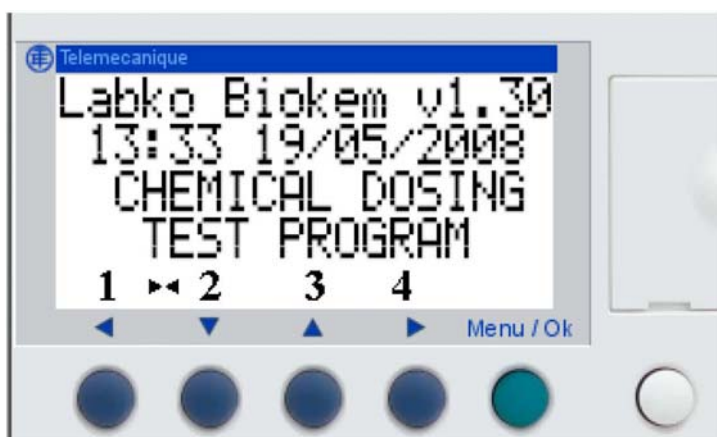 Telemecanique
Labko Biokem v1.30
13:33 19/05/2008
CHEMICAL DOSING
TEST PROGRAM
1 2 3 4
Menu / Ok